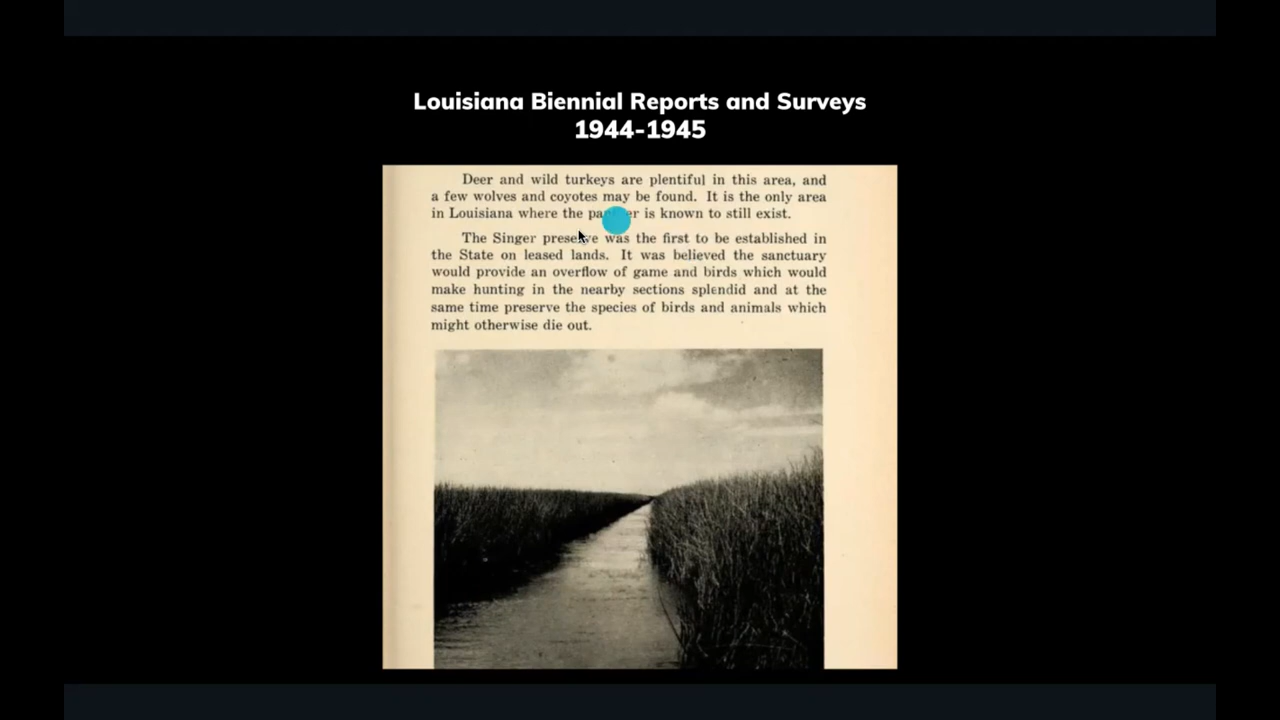 Louisiana Biennial Reports and Surveys
1944-1945
Deer and wild turkeys are plentiful in this area, and
a few wolves and coyotes may be found. It is the only area
in Louisiana where the is known to still exist.
The Singer preserve was the first to be established in
the State on leased lands. It was believed the sanctuary
would provide an overflow of game and birds which would
make hunting in the nearby sections splendid and at the
same time preserve the species of birds and animals which
might otherwise die out.